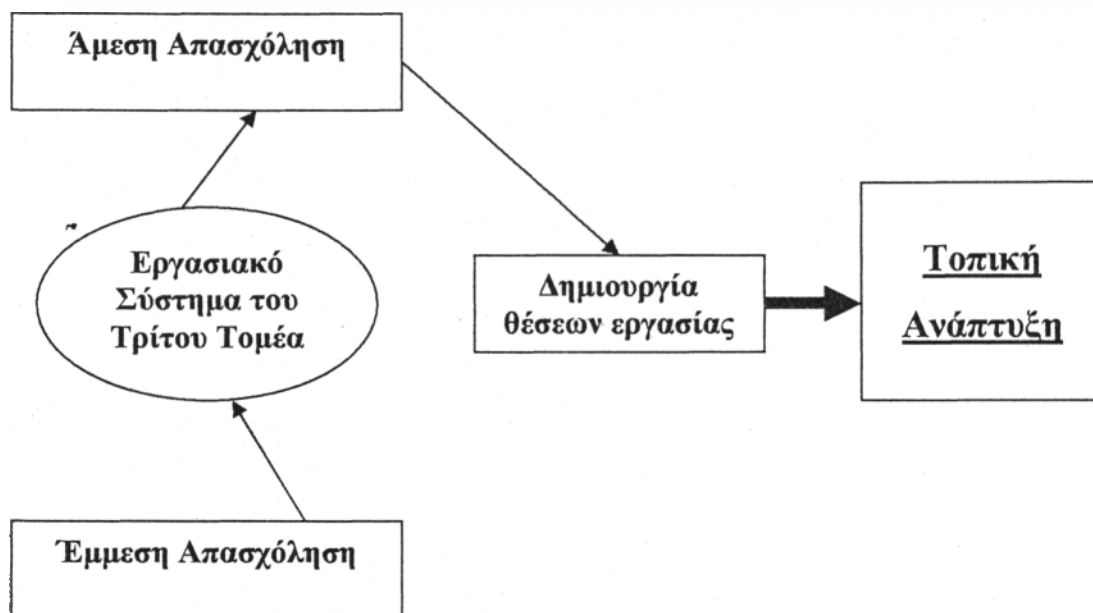 Άμεση Απασχόληση
Εργασιακό
Σύστημα του
Τρίτου Τομέα
Δημιουργία
θέσεων εργασίας
Τοπική
Ανάπτυξη
Έμμεση Απασχόληση